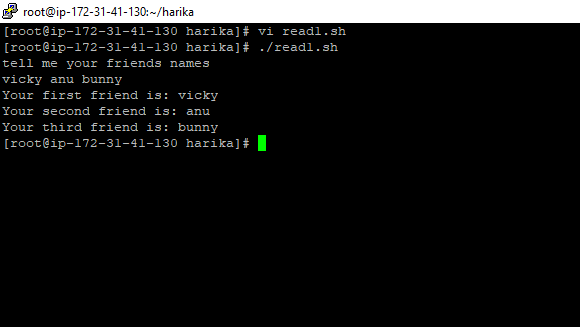 root@ip-172-31-41-130:~/harika
[root@ip-172-31-41-130 harika]# vi read1.sh
[root@ip-172-31-41-130 harika]# ./read1.sh
tell me your friends names
vicky anu bunny
Your first friend is: vicky
Your second friend is: anu
Your third friend is: bunny
[root@ip-172-31-41-130 harika]#